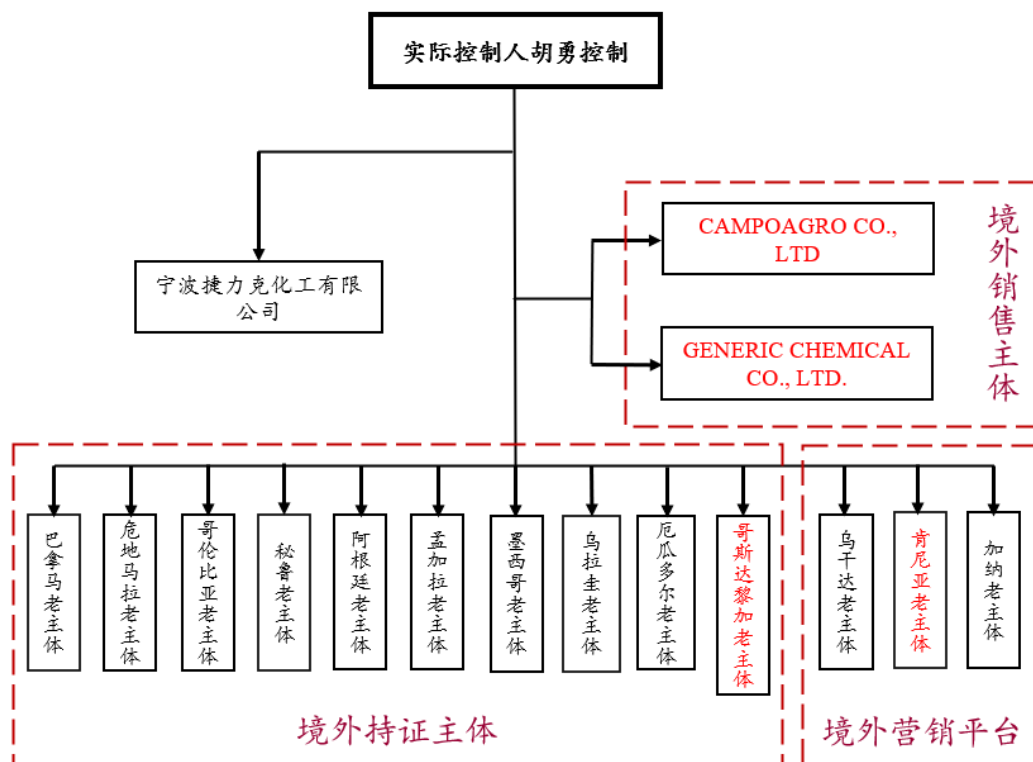 实际控制人胡勇控制
宁波捷力克化工有限
公司
CAMPOAGRO CO.,
LTD
GENERIC CHEMICAL
CO., LTD.
境外销售主体
巴拿马老主体
危地马拉老主体
哥伦比亚老主体
秘鲁老主体
阿根廷老主体
孟加拉老主体
墨西哥老主体
乌拉圭老主体
厄瓜多尔老主体
哥斯达黎加老主体
乌干达老主体
肯尼亚老主体
加纳老主体
境外持证主体
境外营销平台